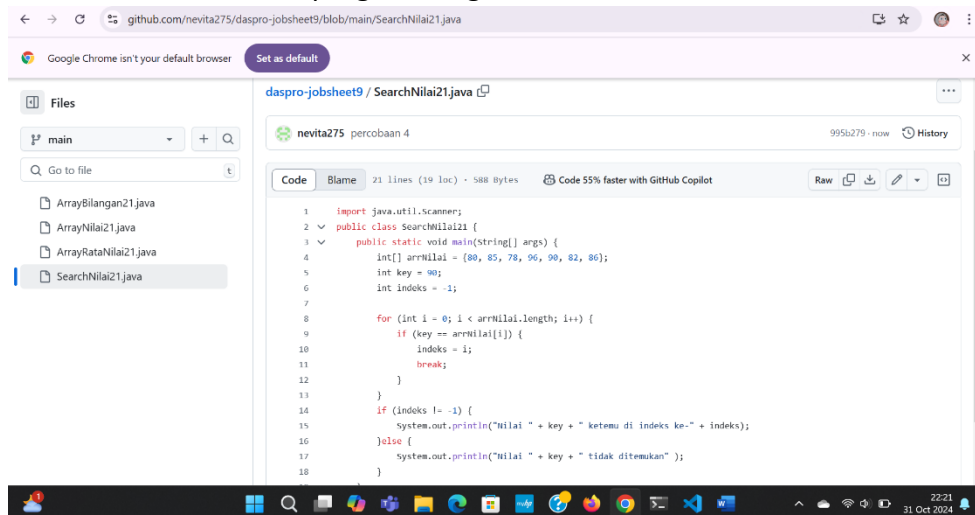 github.com/nevita275/daspro-jobsheet9/blob/main/SearchNilai21.java
Google Chrome isn't your default browser Set as default
Files
daspro-jobsheet9 / SearchNilai21.java
main
nevita275 percobaan 4 995b279 · now History
Go to file t
Code Blame 21 lines (19 loc) · 588 Bytes Code 55% faster with GitHub Copilot Raw
ArrayBilangan21.java
ArrayNilai21.java
ArrayRataNilai21.java
SearchNilai21.java
1 import java.util.Scanner;
2 public class SearchNilai21 {
3 public static void main(String[] args) {
4 int[] arrNilai = {80, 85, 78, 96, 90, 82, 86};
5 int key = 90;
6 int indeks = -1;
7
8 for (int i = 0; i < arrNilai.length; i++) {
9 if (key == arrNilai[i]) {
10 indeks = i;
11 break;
12 }
13 }
14 if (indeks != -1) {
15 System.out.println("Nilai " + key + " ketemu di indeks ke-" + indeks);
16 }else {
17 System.out.println("Nilai " + key + " tidak ditemukan" );
18 }
22:21
31 Oct 2024